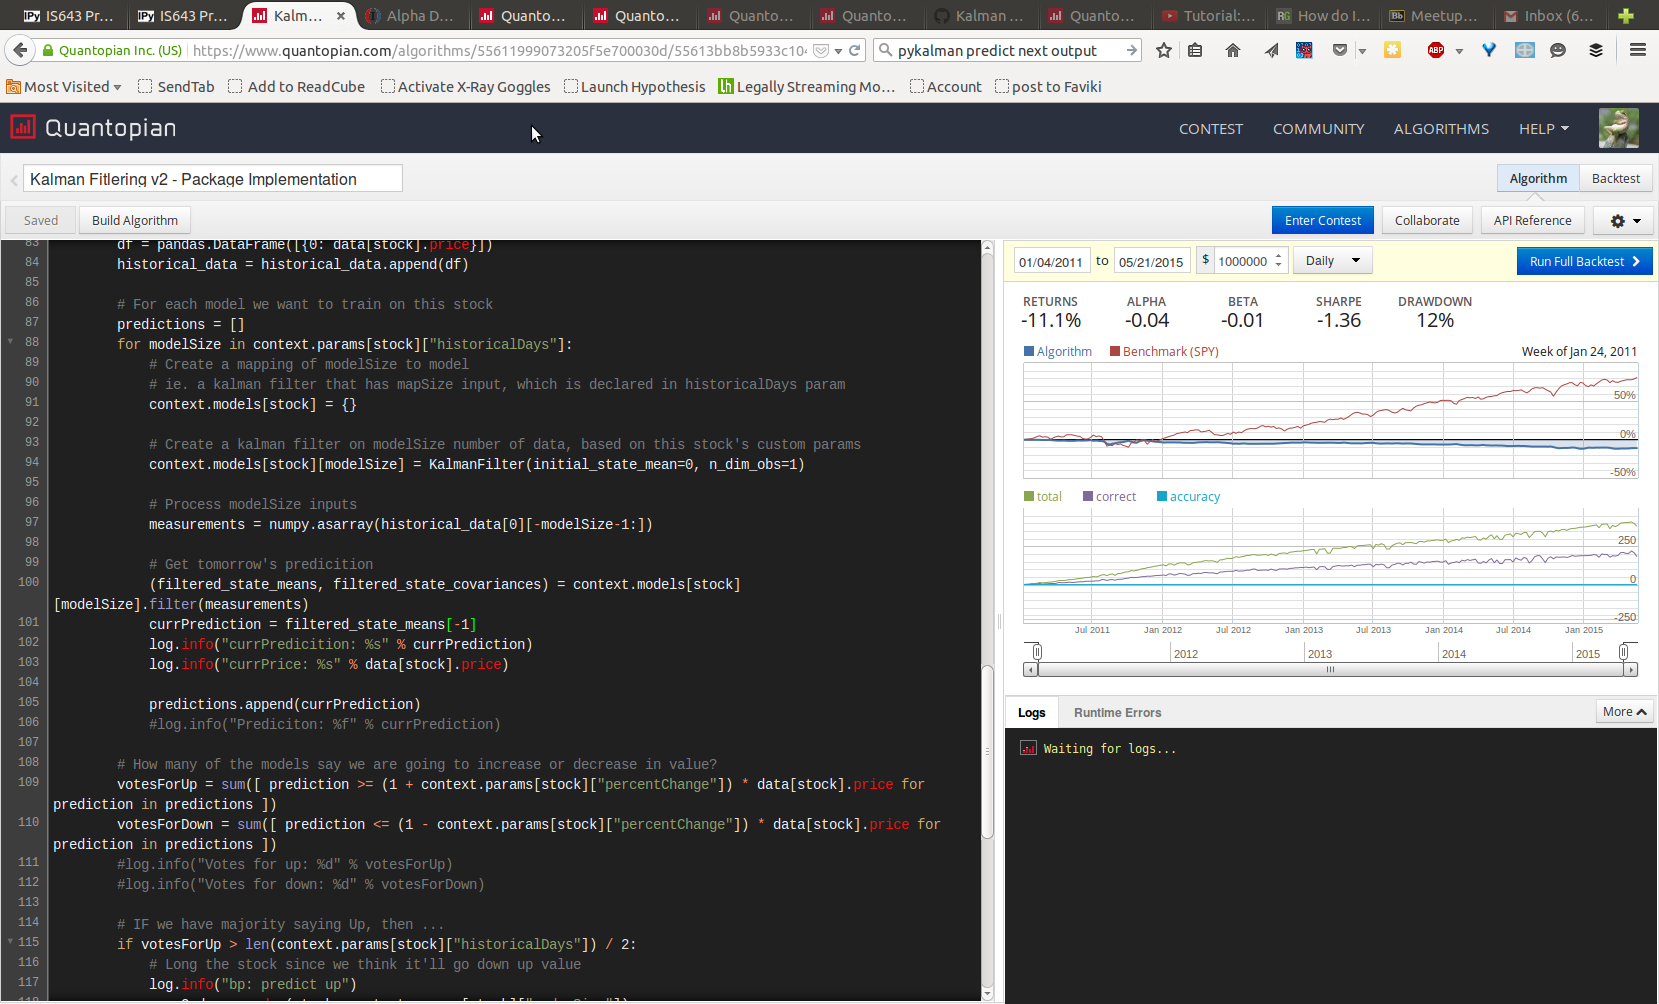 IPy IS643 Pr... IPy IS643 Pr... Kalm... × Alpha D... Quanto... Quanto... Quanto... Quanto... Kalman ... Quanto... Tutorial:... RG How do I... Bb Meetup... Inbox (6...
Quantopian Inc. (US) https://www.quantopian.com/algorithms/55611999073205f5e700030d/55613bb8b5933c10 pykalman predict next output ABP
Most Visited SendTab Add to ReadCube Activate X-Ray Goggles Launch Hypothesis lh Legally Streaming Mo... Account post to Faviki
Quantopian CONTEST COMMUNITY ALGORITHMS HELP
Kalman Fitlering v2 - Package Implementation Algorithm Backtest
Saved Build Algorithm Enter Contest Collaborate API Reference
83 df = pandas.DataFrame([{0: data[stock].price}])
84 historical_data = historical_data.append(df)
85
86 # For each model we want to train on this stock
87 predictions = []
88 for modelSize in context.params[stock]["historicalDays"]:
89 # Create a mapping of modelSize to model
90 # ie. a kalman filter that has mapSize input, which is declared in historicalDays param
91 context.models[stock] = {}
92
93 # Create a kalman filter on modelSize number of data, based on this stock's custom params
94 context.models[stock][modelSize] = KalmanFilter(initial_state_mean=0, n_dim_obs=1)
95
96 # Process modelSize inputs
97 measurements = numpy.asarray(historical_data[0][-modelSize-1:])
98
99 # Get tomorrow's predicition
100 (filtered_state_means, filtered_state_covariances) = context.models[stock]
[modelSize].filter(measurements)
101 currPrediction = filtered_state_means[-1]
102 log.info("currPredicition: %s" % currPrediction)
103 log.info("currPrice: %s" % data[stock].price)
104
105 predictions.append(currPrediction)
106 #log.info("Prediciton: %f" % currPrediction)
107
108 # How many of the models say we are going to increase or decrease in value?
109 votesForUp = sum([ prediction >= (1 + context.params[stock]["percentChange"]) * data[stock].price for
prediction in predictions ])
110 votesForDown = sum([ prediction <= (1 - context.params[stock]["percentChange"]) * data[stock].price for
prediction in predictions ])
111 #log.info("Votes for up: %d" % votesForUp)
112 #log.info("Votes for down: %d" % votesForDown)
113
114 # IF we have majority saying Up, then ...
115 if votesForUp > len(context.params[stock]["historicalDays"]) / 2:
116 # Long the stock since we think it'll go down up value
117 log.info("bp: predict up")
01/04/2011 to 05/21/2015 $ 1000000 Daily Run Full Backtest
RETURNS ALPHA BETA SHARPE DRAWDOWN
-11.1% -0.04 -0.01 -1.36 12%
Algorithm Benchmark (SPY) Week of Jan 24, 2011
50%
0%
-50%
total correct accuracy
250
0
-250
Jul 2011 Jan 2012 Jul 2012 Jan 2013 Jul 2013 Jan 2014 Jul 2014 Jan 2015
2012 2013 2014 2015
Logs Runtime Errors More
Waiting for logs...